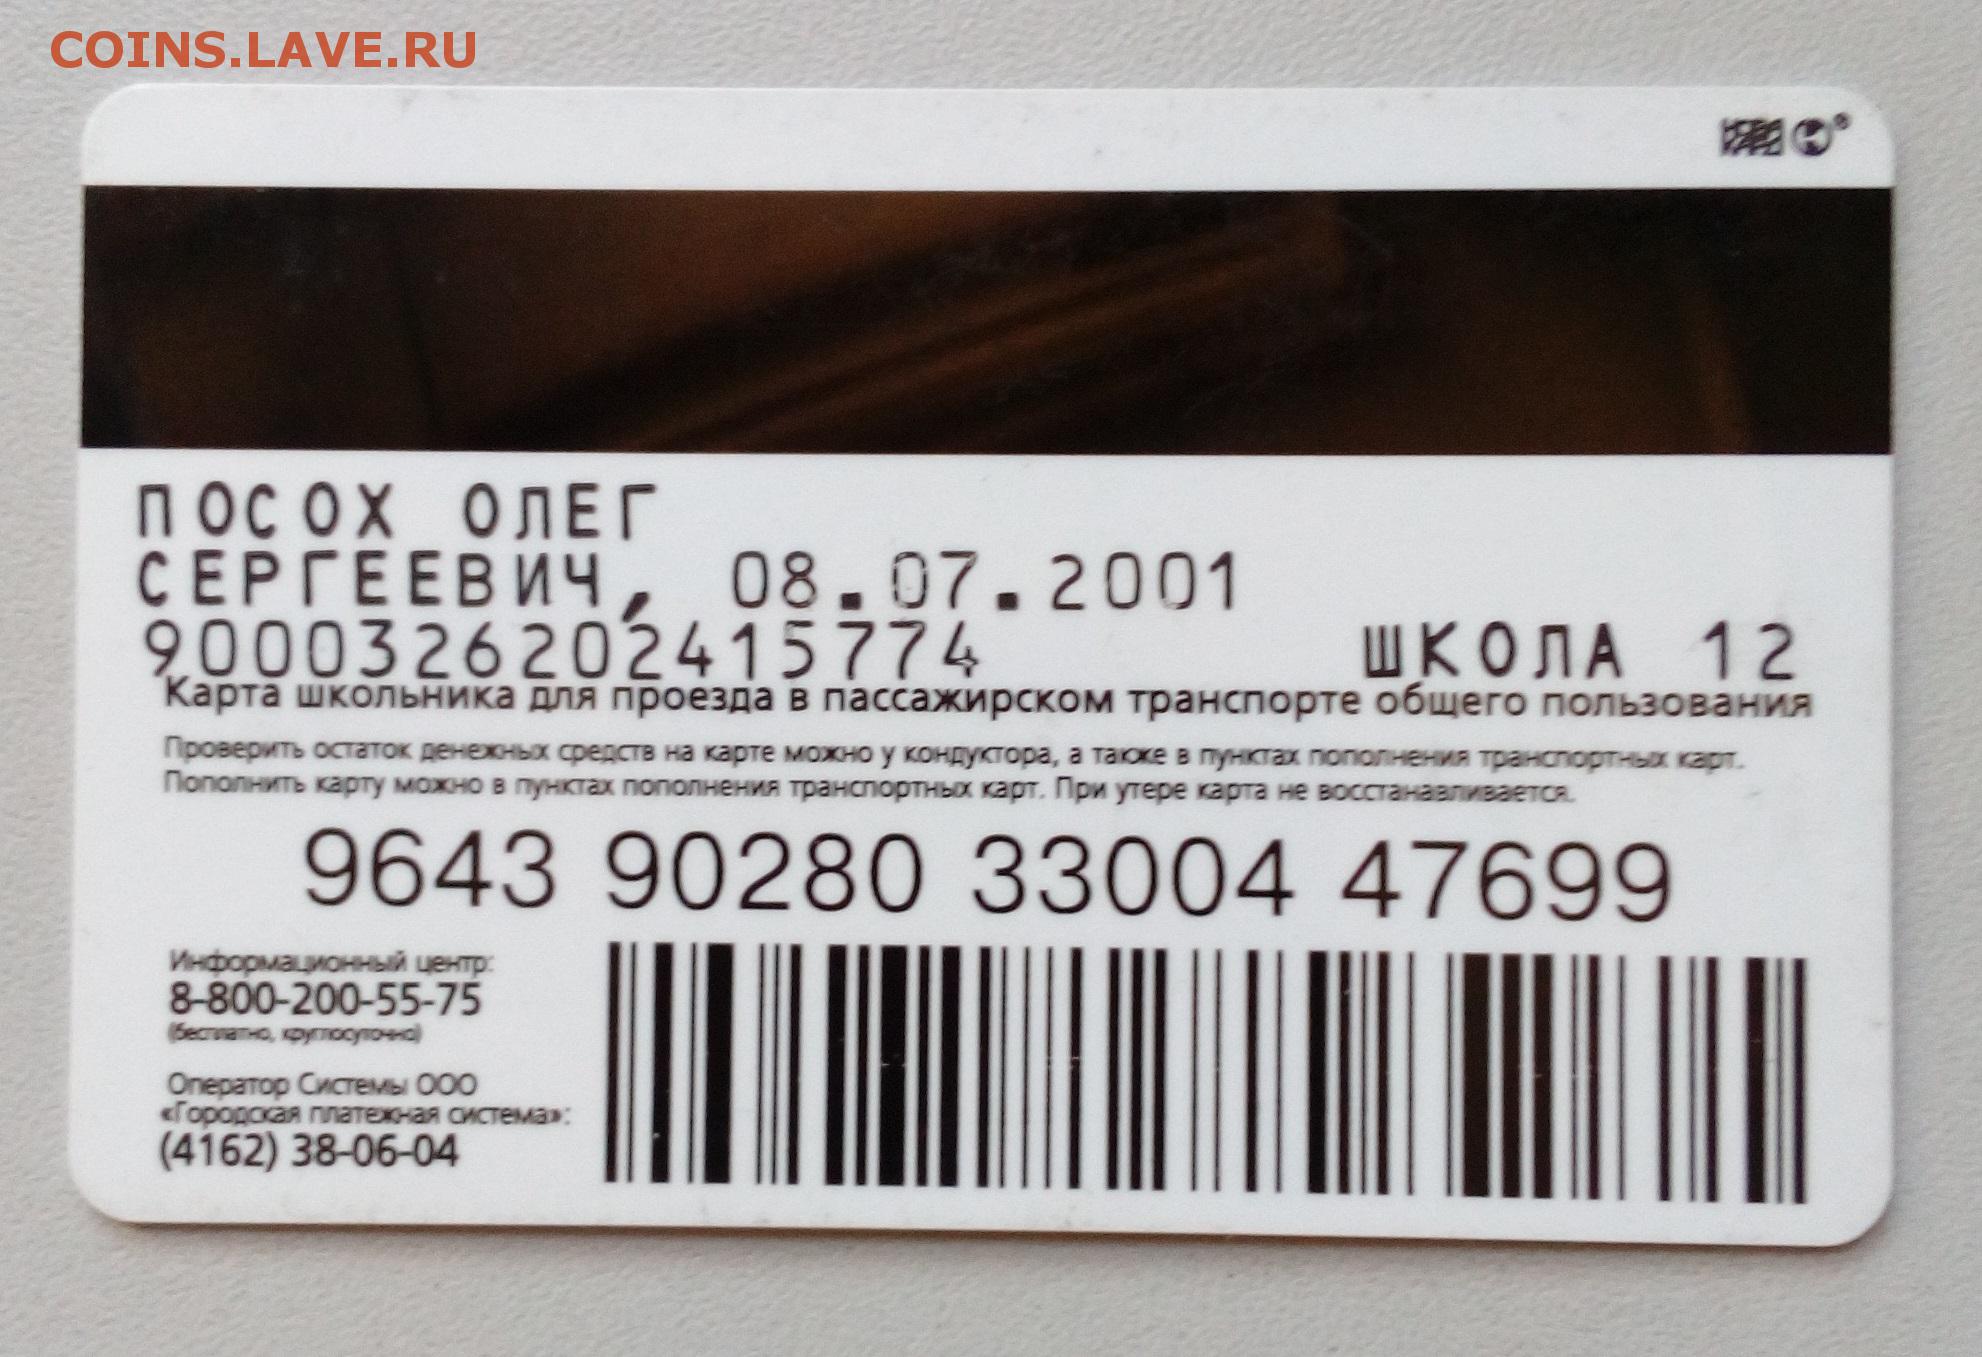 COINS.LAVE.RU
ПОСОХ ОЛЕГ
СЕРГЕЕВИЧ, 08.07.2001
9000326202415774 ШКОЛА 12
Карта школьника для проезда в пассажирском транспорте общего пользования
Проверить остаток денежных средств на карте можно у кондуктора, а также в пунктах пополнения транспортных карт.
Пополнить карту можно в пунктах пополнения транспортных карт. При утере карта не восстанавливается.
9643 90280 33004 47699
Информационный центр:
8-800-200-55-75
(бесплатно, круглосуточно)
Оператор Системы ООО
«Городская платежная система»:
(4162) 38-06-04